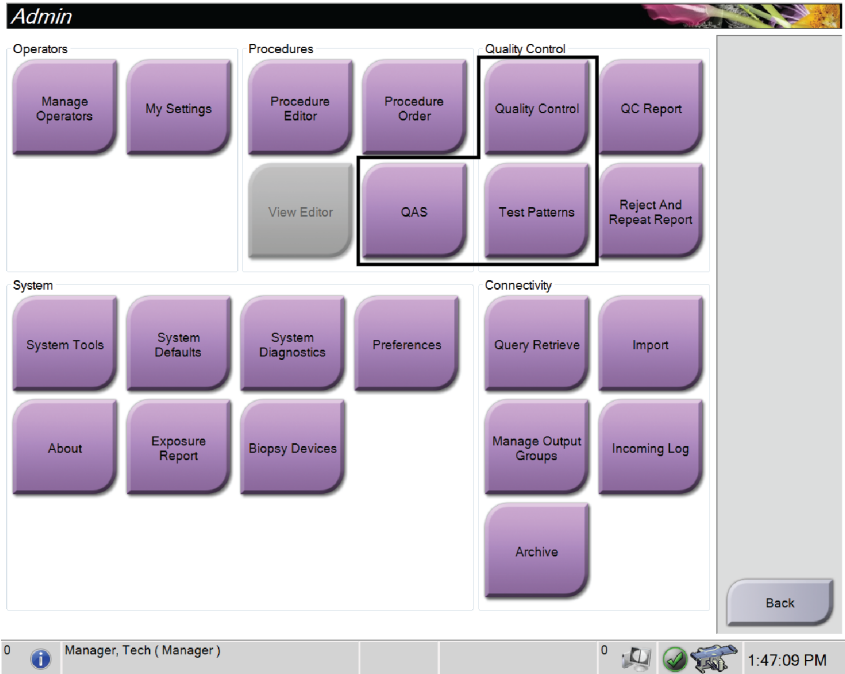 Admin
Operators
Procedures
Quality Control
Manage
Operators
My Settings
Procedure
Editor
Procedure
Order
Quality Control
QC Report
View Editor
QAS
Test Patterns
Reject And
Repeat Report
System
Connectivity
System Tools
System
Defaults
System
Diagnostics
Preferences
Query Retrieve
Import
About
Exposure
Report
Biopsy Devices
Manage Output
Groups
Incoming Log
Archive
Back
0
Manager, Tech ( Manager )
0
1:47:09 PM